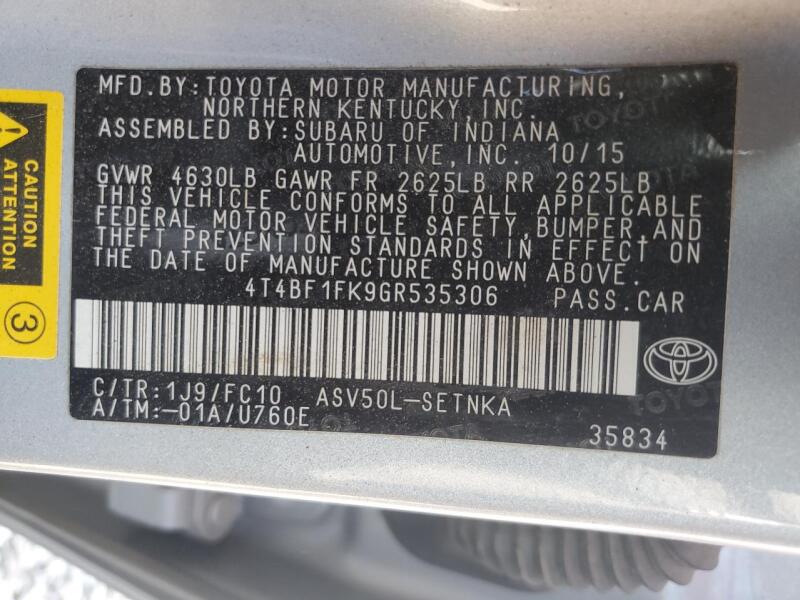 MFD.BY:TOYOTA MOTOR MANUFACTURING,
NORTHERN KENTUCKY,INC.
ASSEMBLED BY:SUBARU OF INDIANA
AUTOMOTIVE,INC. 10/15
GVWR 4630LB GAWR FR 2625LB RR 2625LB
THIS VEHICLE CONFORMS TO ALL APPLICABLE
FEDERAL MOTOR VEHICLE SAFETY,BUMPER,AND
THEFT PREVENTION STANDARDS IN EFFECT ON
THE DATE OF MANUFACTURE SHOWN ABOVE.
4T4BF1FK9GR535306 PASS.CAR
C/TR:1J9/FC10 ASV50L-SETNKA
A/TM:-01A/U760E
35834
3